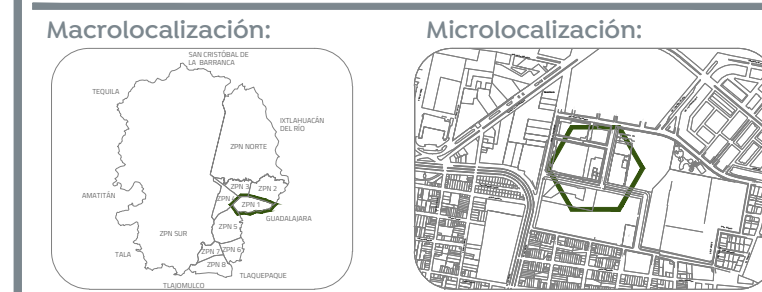 Macrolocalización:
Microlocalización:
SAN CRISTÓBAL DE
LA BARRANCA
TEQUILA
IXTLAHUACÁN
DEL RÍO
ZPN NORTE
ZPN 3
ZPN 2
AMATITÁN
ZPN 1
GUADALAJARA
ZPN SUR
ZPN 5
TALA
ZPN 7
ZPN 6
ZPN 8
TLAQUEPAQUE
TLAJOMULCO